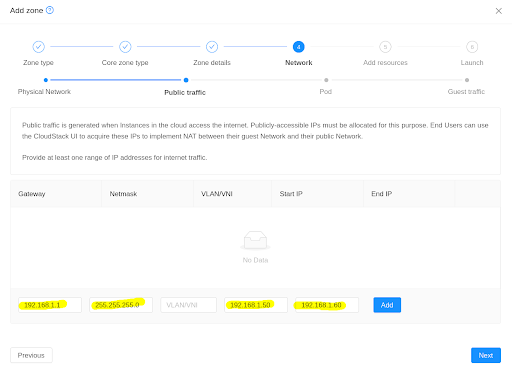 Add zone
4
5
6
Zone type
Core zone type
Zone details
Network
Add resources
Launch
Physical Network
Public traffic
Pod
Guest traffic
Public traffic is generated when Instances in the cloud access the internet. Publicly-accessible IPs must be allocated for this purpose. End Users can use
the CloudStack UI to acquire these IPs to implement NAT between their guest Network and their public Network.
Provide at least one range of IP addresses for internet traffic.
Gateway
Netmask
VLAN/VNI
Start IP
End IP
No Data
192.168.1.1
255.255.255.0
VLAN/VNI
192.168.1.50
192.168.1.60
Add
Previous
Next